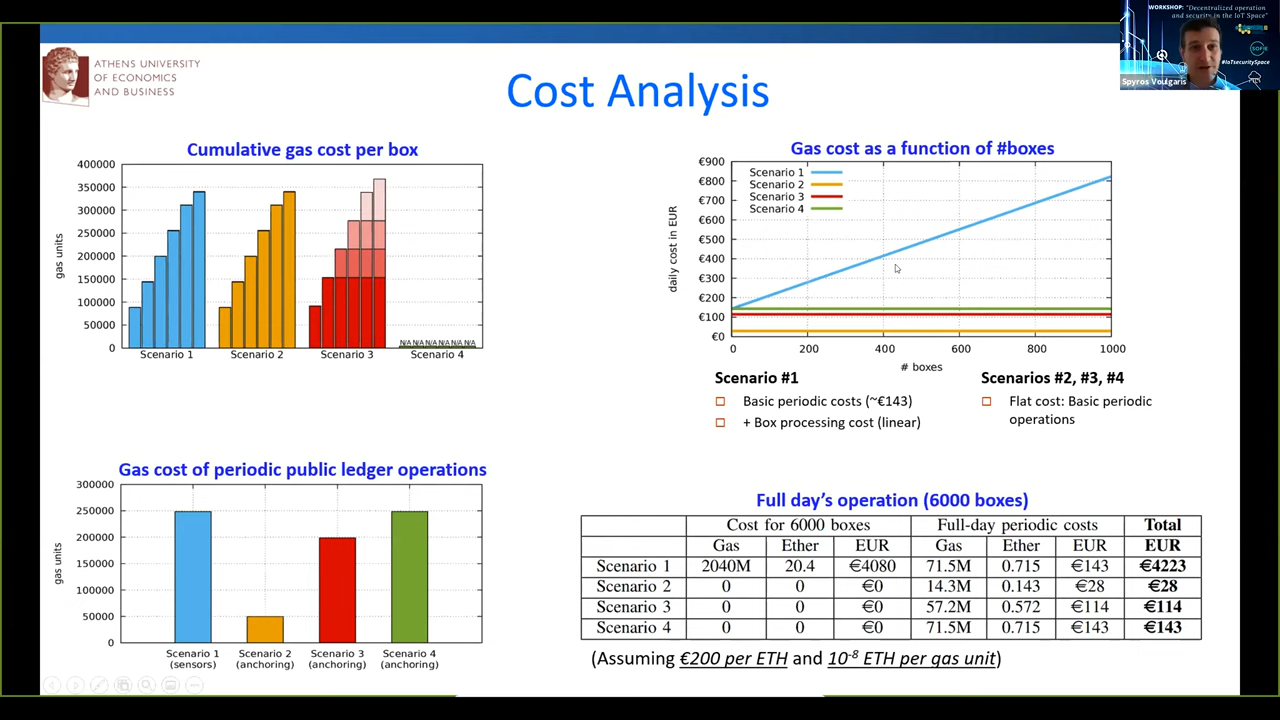 WORKSHOP: "Decentralized operation
and security in the IoT Space"
SOFIE
#IoTsecuritySpace
Spyros Voulgaris
ATHENS UNIVERSITY
OF ECONOMICS
AND BUSINESS
Cost Analysis
Cumulative gas cost per box
400000
350000
300000
250000
200000
150000
100000
50000
0
gas units
N/A N/A N/A N/A N/A N/A
Scenario 1 Scenario 2 Scenario 3 Scenario 4
Gas cost as a function of #boxes
€900
€800
€700
€600
€500
€400
€300
€200
€100
€0
daily cost in EUR
Scenario 1
Scenario 2
Scenario 3
Scenario 4
0 200 400 600 800 1000
# boxes
Scenario #1
Basic periodic costs (~€143)
+ Box processing cost (linear)
Scenarios #2, #3, #4
Flat cost: Basic periodic
operations
Gas cost of periodic public ledger operations
300000
250000
200000
150000
100000
50000
0
gas units
Scenario 1 Scenario 2 Scenario 3 Scenario 4
(sensors) (anchoring) (anchoring) (anchoring)
Full day's operation (6000 boxes)
Cost for 6000 boxes Full-day periodic costs Total
Gas Ether EUR Gas Ether EUR EUR
Scenario 1 2040M 20.4 €4080 71.5M 0.715 €143 €4223
Scenario 2 0 0 €0 14.3M 0.143 €28 €28
Scenario 3 0 0 €0 57.2M 0.572 €114 €114
Scenario 4 0 0 €0 71.5M 0.715 €143 €143
(Assuming €200 per ETH and 10⁻⁸ ETH per gas unit)